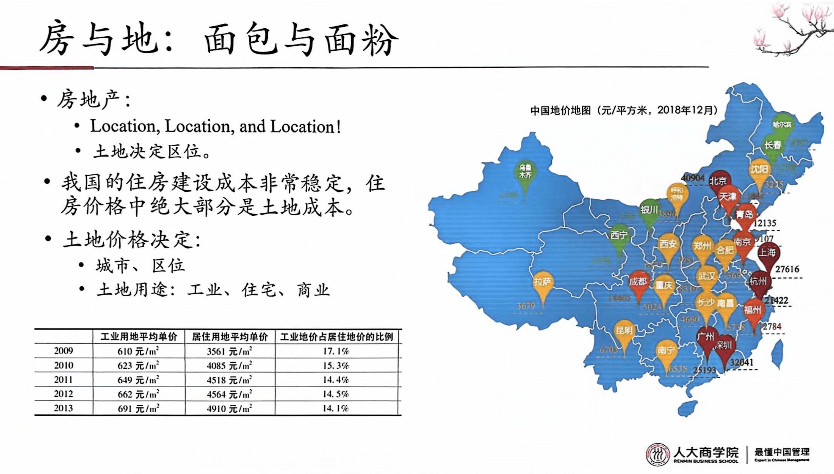 房与地：面包与面粉
• 房地产：
• Location, Location, and Location!
• 土地决定区位。
• 我国的住房建设成本非常稳定，住
房价格中绝大部分是土地成本。
• 土地价格决定：
• 城市、区位
• 土地用途：工业、住宅、商业
工业用地平均单价 居住用地平均单价 工业地价占居住地价的比例
2009 610 元/m² 3561 元/m² 17.1%
2010 623 元/m² 4085 元/m² 15.3%
2011 649 元/m² 4518 元/m² 14.4%
2012 662 元/m² 4564 元/m² 14.5%
2013 691 元/m² 4910 元/m² 14.1%
中国地价地图（元/平方米，2018年12月）
哈尔滨
长春
乌鲁
木齐
沈阳
40904
北京
呼和
浩特
天津
银川
青岛
12135
西宁
西安
郑州
合肥
南京
上海
27616
拉萨
3679
成都
重庆
武汉
杭州
21422
长沙
南昌
福州
2784
昆明
南宁
广州
深圳
25193
32041
人大商学院
RENMIN BUSINESS SCHOOL
最懂中国管理
Expert in Chinese Management